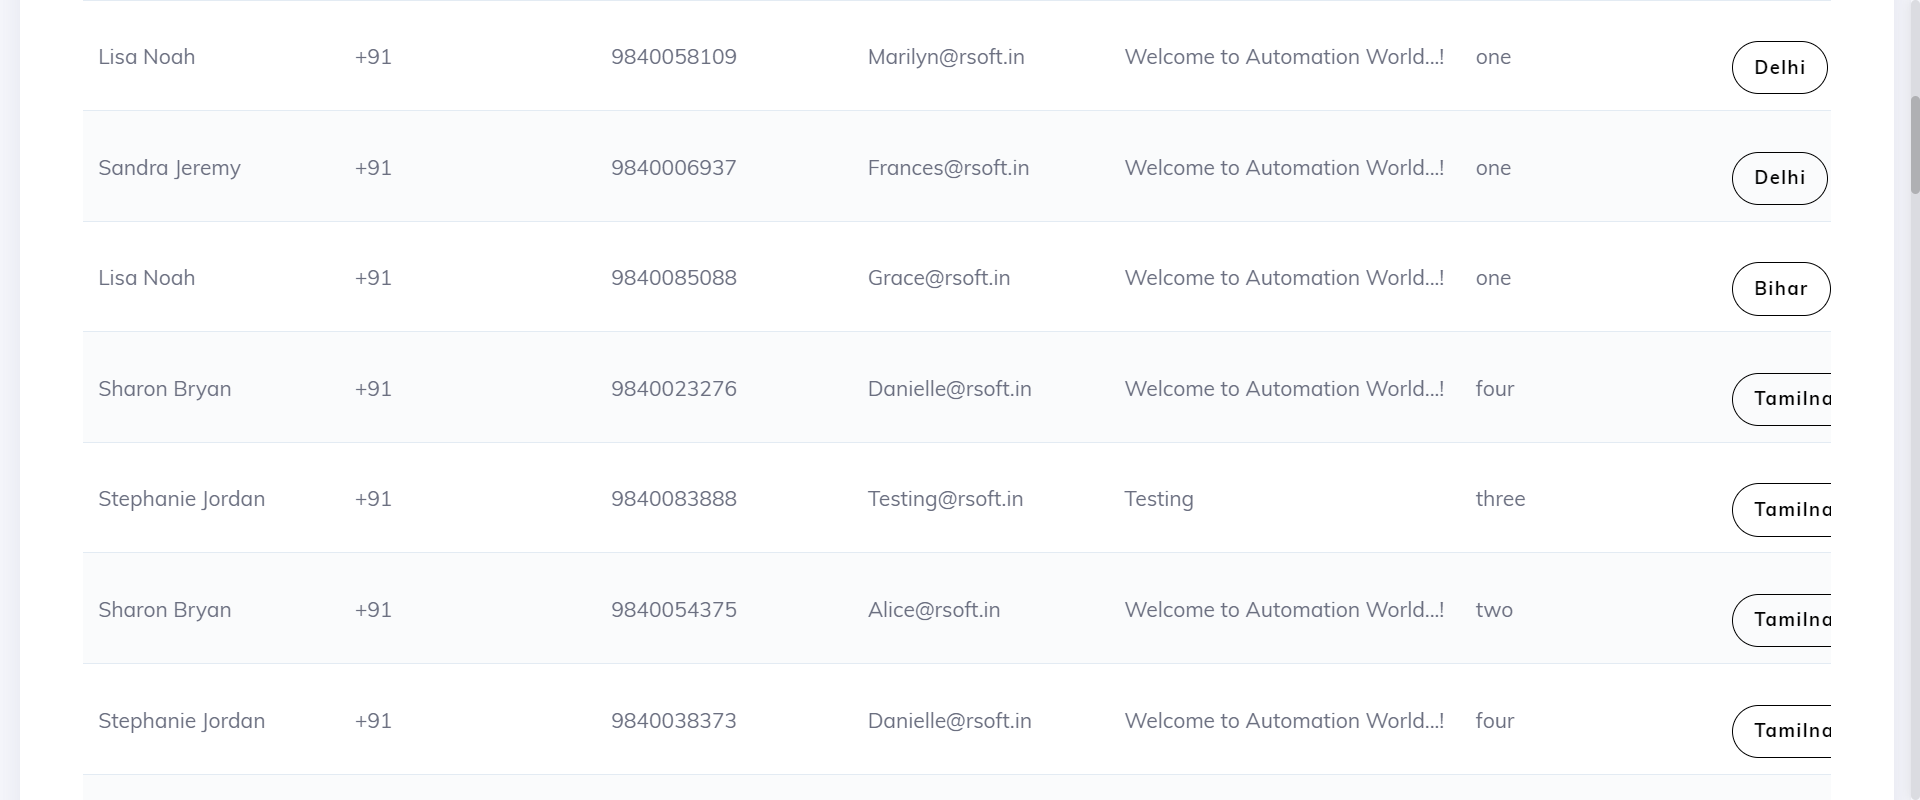 Lisa Noah +91 9840058109 Marilyn@rsoft.in Welcome to Automation World...! one Delhi
Sandra Jeremy +91 9840006937 Frances@rsoft.in Welcome to Automation World...! one Delhi
Lisa Noah +91 9840085088 Grace@rsoft.in Welcome to Automation World...! one Bihar
Sharon Bryan +91 9840023276 Danielle@rsoft.in Welcome to Automation World...! four Tamilna
Stephanie Jordan +91 9840083888 Testing@rsoft.in Testing three Tamilna
Sharon Bryan +91 9840054375 Alice@rsoft.in Welcome to Automation World...! two Tamilna
Stephanie Jordan +91 9840038373 Danielle@rsoft.in Welcome to Automation World...! four Tamilna